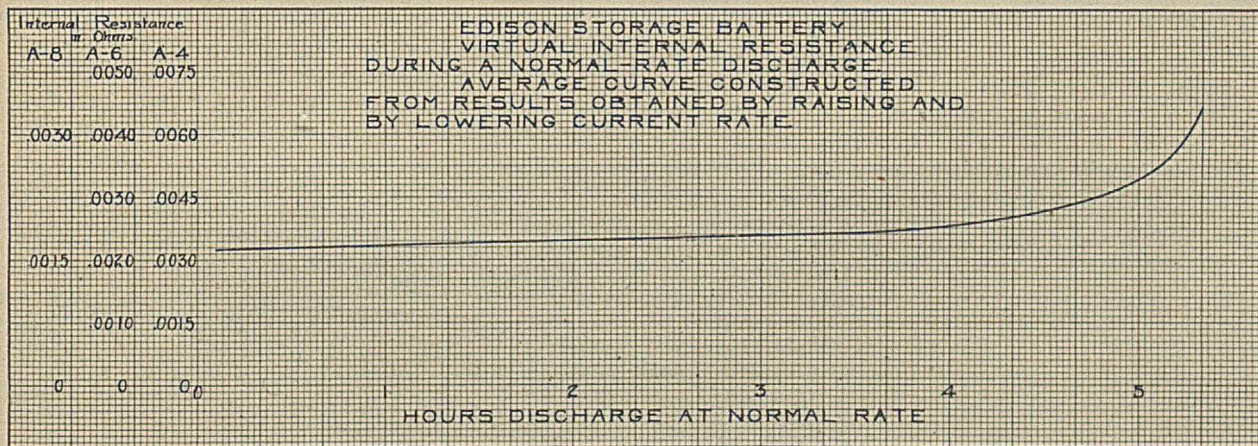 Internal Resistance
in Ohms.
A-8 A-6 A-4
EDISON STORAGE BATTERY
VIRTUAL INTERNAL RESISTANCE
DURING A NORMAL-RATE DISCHARGE.
AVERAGE CURVE CONSTRUCTED
FROM RESULTS OBTAINED BY RAISING AND
BY LOWERING CURRENT RATE.
.0050 .0075
.0030 .0040 .0060
.0030 .0045
.0015 .0020 .0030
.0010 .0015
0 0 0
0 1 2 3 4 5
HOURS DISCHARGE AT NORMAL RATE